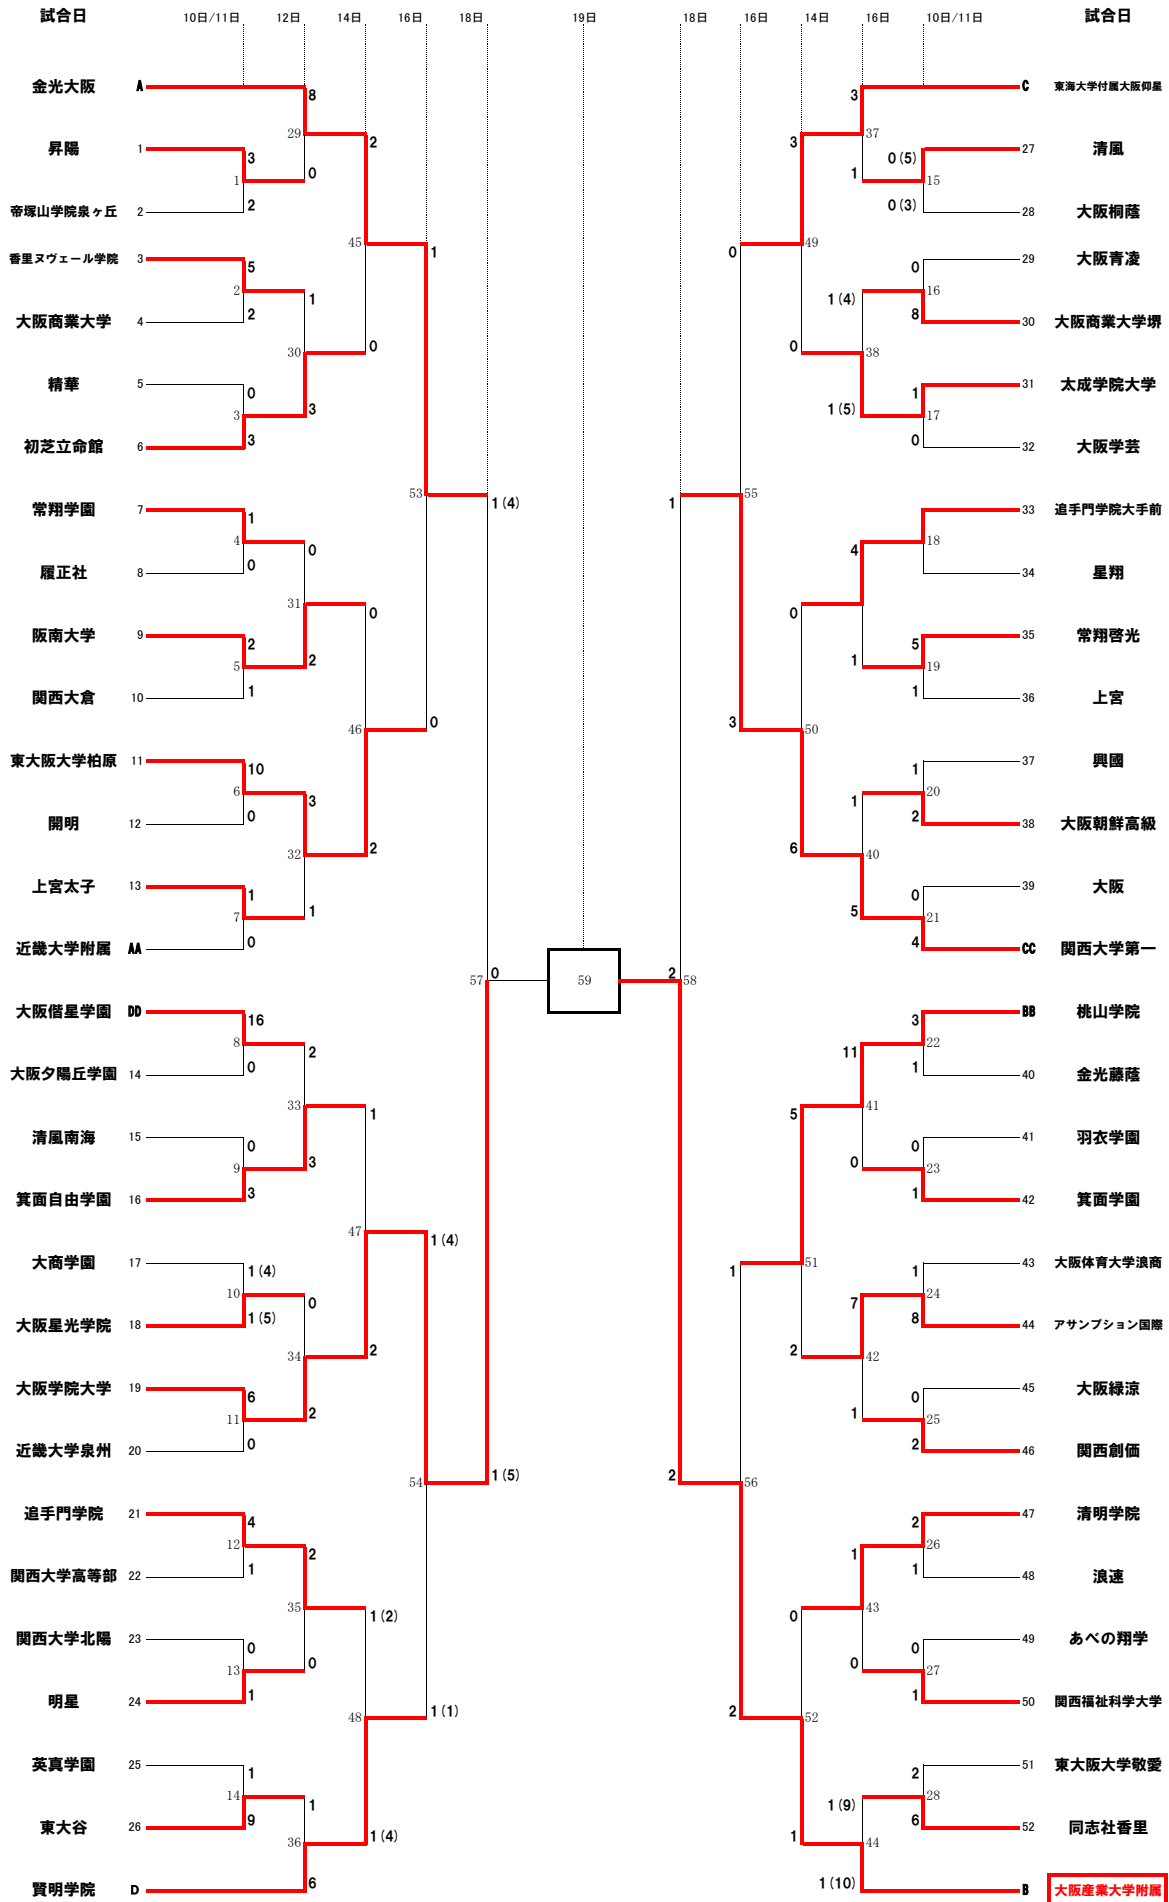 試合日 10日/11日 12日 14日 16日 18日 19日 18日 16日 14日 16日 10日/11日 試合日
金光大阪 A
8
29
昇陽 1
3
1
0
2
帝塚山学院泉ヶ丘 2
2
45
香里ヌヴェール学院 3
5
2
1
2
大阪商業大学 4
30
0
1
精華 5
0
3
3
3
初芝立命館 6
53
1(4)
常翔学園 7
1
4
0
0
履正社 8
31
0
阪南大学 9
2
5
2
1
関西大倉 10
46
0
東大阪大学柏原 11
10
6
3
0
開明 12
32
2
上宮太子 13
1
7
1
0
近畿大学附属 AA
57
0
59
大阪偕星学園 DD
16
8
2
0
大阪夕陽丘学園 14
33
1
清風南海 15
0
9
3
3
箕面自由学園 16
47
1(4)
大商学園 17
1(4)
10
0
1(5)
大阪星光学院 18
34
2
大阪学院大学 19
6
11
2
0
近畿大学泉州 20
54
1(5)
追手門学院 21
4
12
2
1
関西大学高等部 22
35
1(2)
関西大学北陽 23
0
13
0
1
明星 24
48
1(1)
英真学園 25
1
14
1
9
東大谷 26
36
1(4)
6
賢明学院 D
C 東海大学付属大阪仰星
3
37
3
27 清風
0(5)
15
1
0(3)
28 大阪桐蔭
49
0
29 大阪青凌
0
16
1(4)
8
30 大阪商業大学堺
38
0
31 太成学院大学
1
17
1(5)
0
32 大阪学芸
55
1
33 追手門学院大手前
18
4
34 星翔
0
35 常翔啓光
5
19
1
1
36 上宮
50
3
37 興國
1
20
1
2
38 大阪朝鮮高級
40
6
39 大阪
0
21
5
4
CC 関西大学第一
58
2
BB 桃山学院
3
22
11
1
40 金光藤蔭
41
5
41 羽衣学園
0
23
0
1
42 箕面学園
51
1
43 大阪体育大学浪商
1
24
7
8
44 アサンプション国際
42
2
45 大阪緑涼
0
25
1
2
46 関西創価
56
2
47 清明学院
2
26
1
1
48 浪速
43
0
49 あべの翔学
0
27
0
1
50 関西福祉科学大学
52
2
51 東大阪大学敬愛
2
28
1(9)
6
52 同志社香里
44
1
1(10)
B 大阪産業大学附属